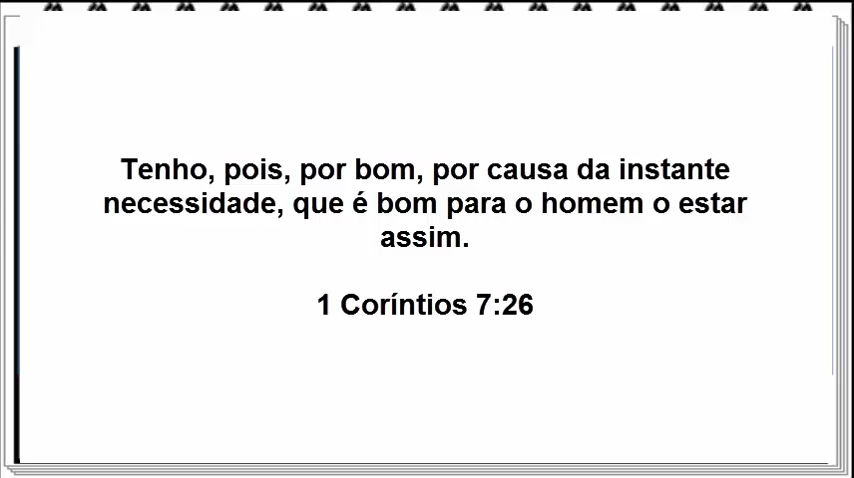 Tenho, pois, por bom, por causa da instante
necessidade, que é bom para o homem o estar
assim.
1 Coríntios 7:26